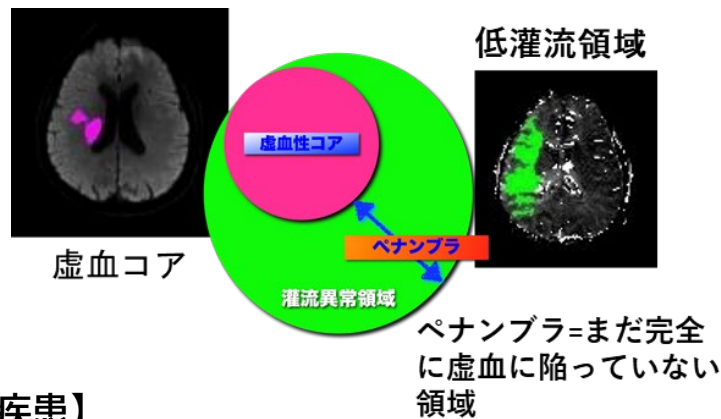 低灌流領域
虚血性コア
虚血コア
ペナンブラ
灌流異常領域
ペナンブラ=まだ完全
に虚血に陥っていない
領域
疾患】